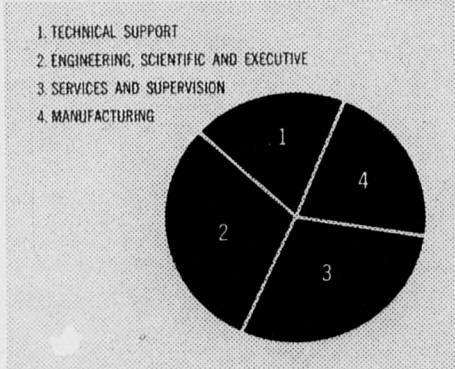 1. TECHNICAL SUPPORT
2. ENGINEERING, SCIENTIFIC AND EXECUTIVE
3. SERVICES AND SUPERVISION
4. MANUFACTURING
1
4
2
3